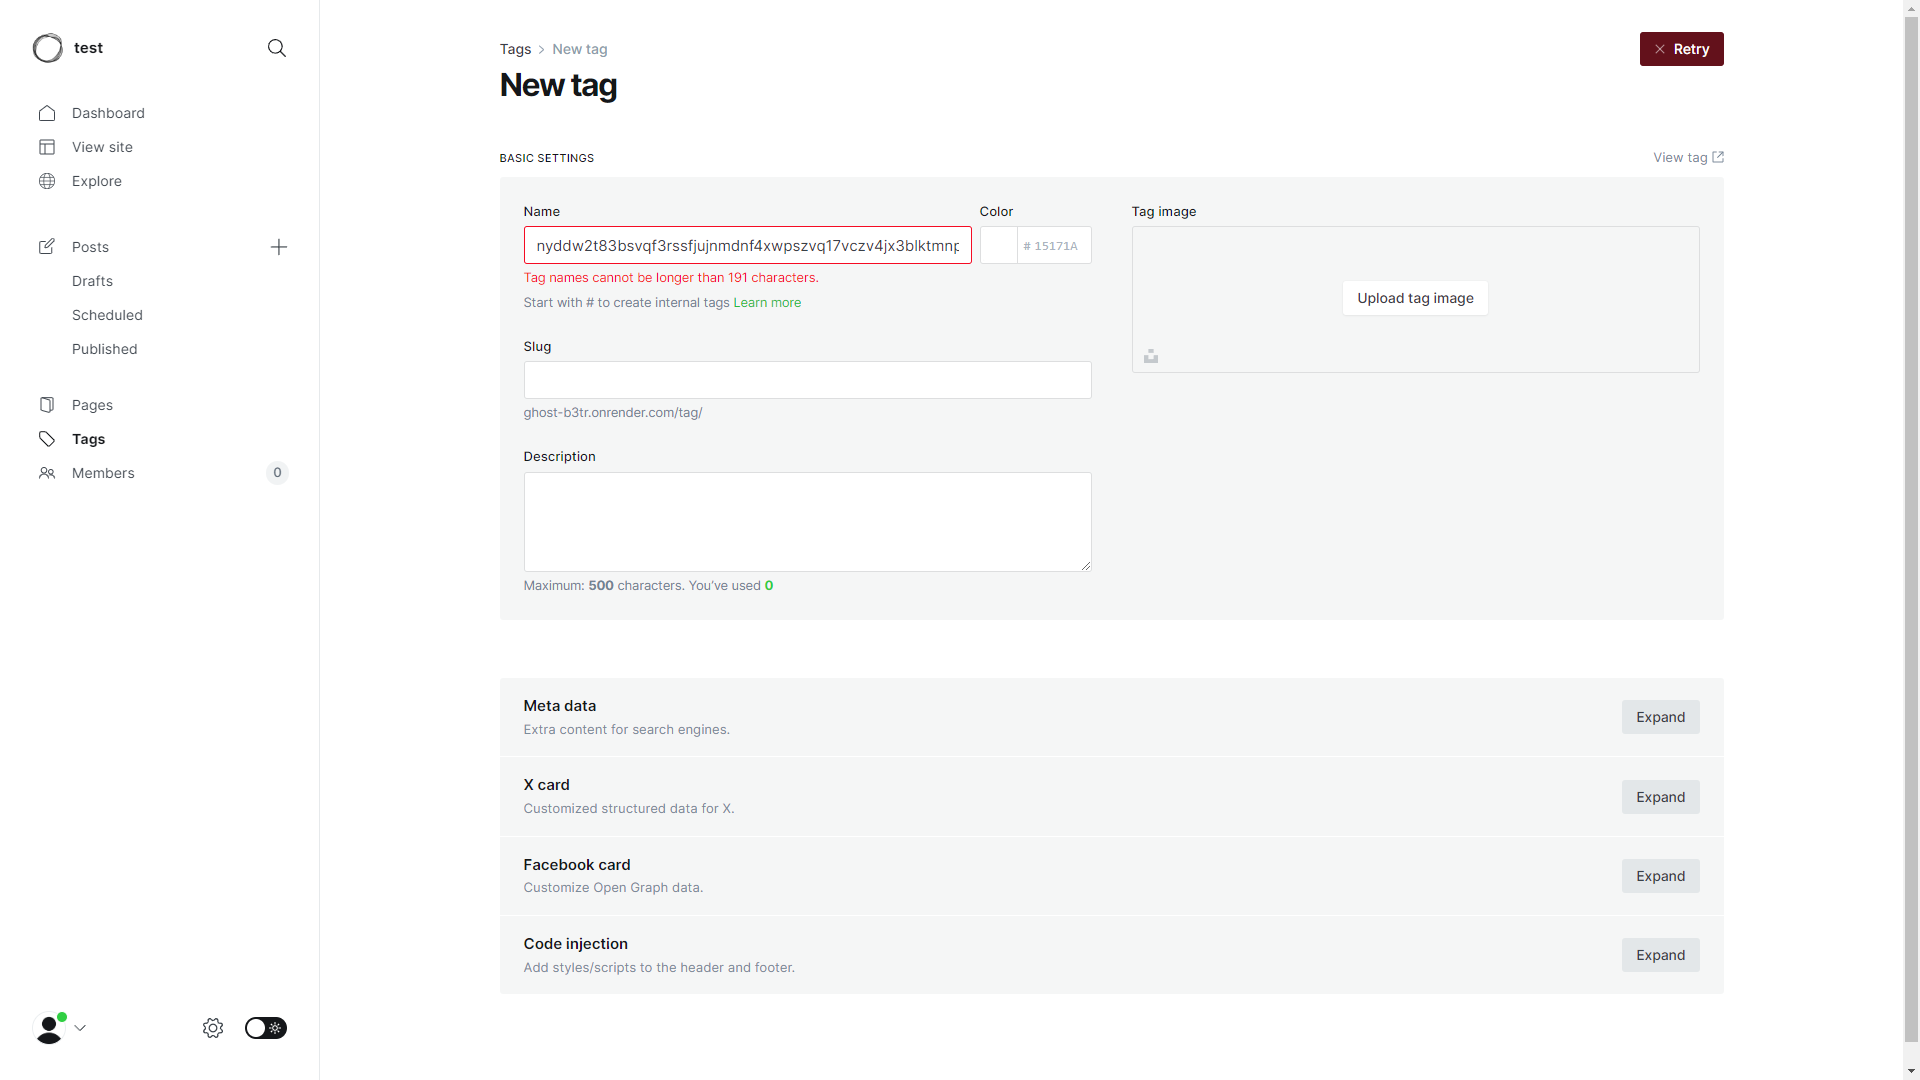 test
Dashboard
View site
Explore
Posts
Drafts
Scheduled
Published
Pages
Tags
Members
0
Tags > New tag
Retry
New tag
BASIC SETTINGS
View tag
Name
Color
Tag image
nyddw2t83bsvqf3rssfjujnmdnf4xwpszvq17vczv4jx3blktmnp
# 15171A
Tag names cannot be longer than 191 characters.
Start with # to create internal tags Learn more
Upload tag image
Slug
ghost-b3tr.onrender.com/tag/
Description
Maximum: 500 characters. You’ve used 0
Meta data
Extra content for search engines.
Expand
X card
Customized structured data for X.
Expand
Facebook card
Customize Open Graph data.
Expand
Code injection
Add styles/scripts to the header and footer.
Expand